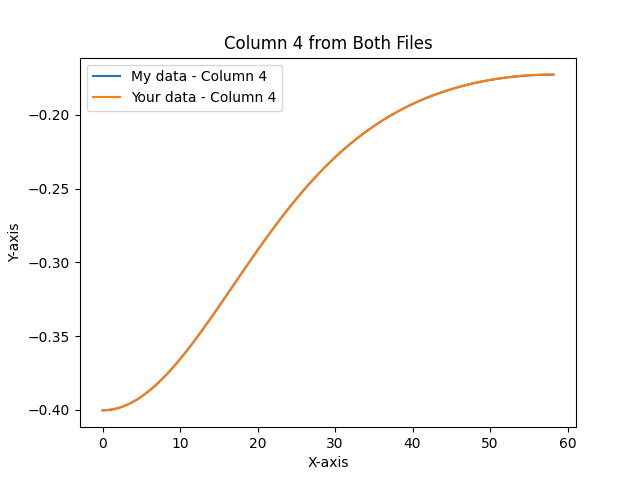 Column 4 from Both Files
My data - Column 4
Your data - Column 4
−0.20
−0.25
−0.30
−0.35
−0.40
Y-axis
0 10 20 30 40 50 60
X-axis